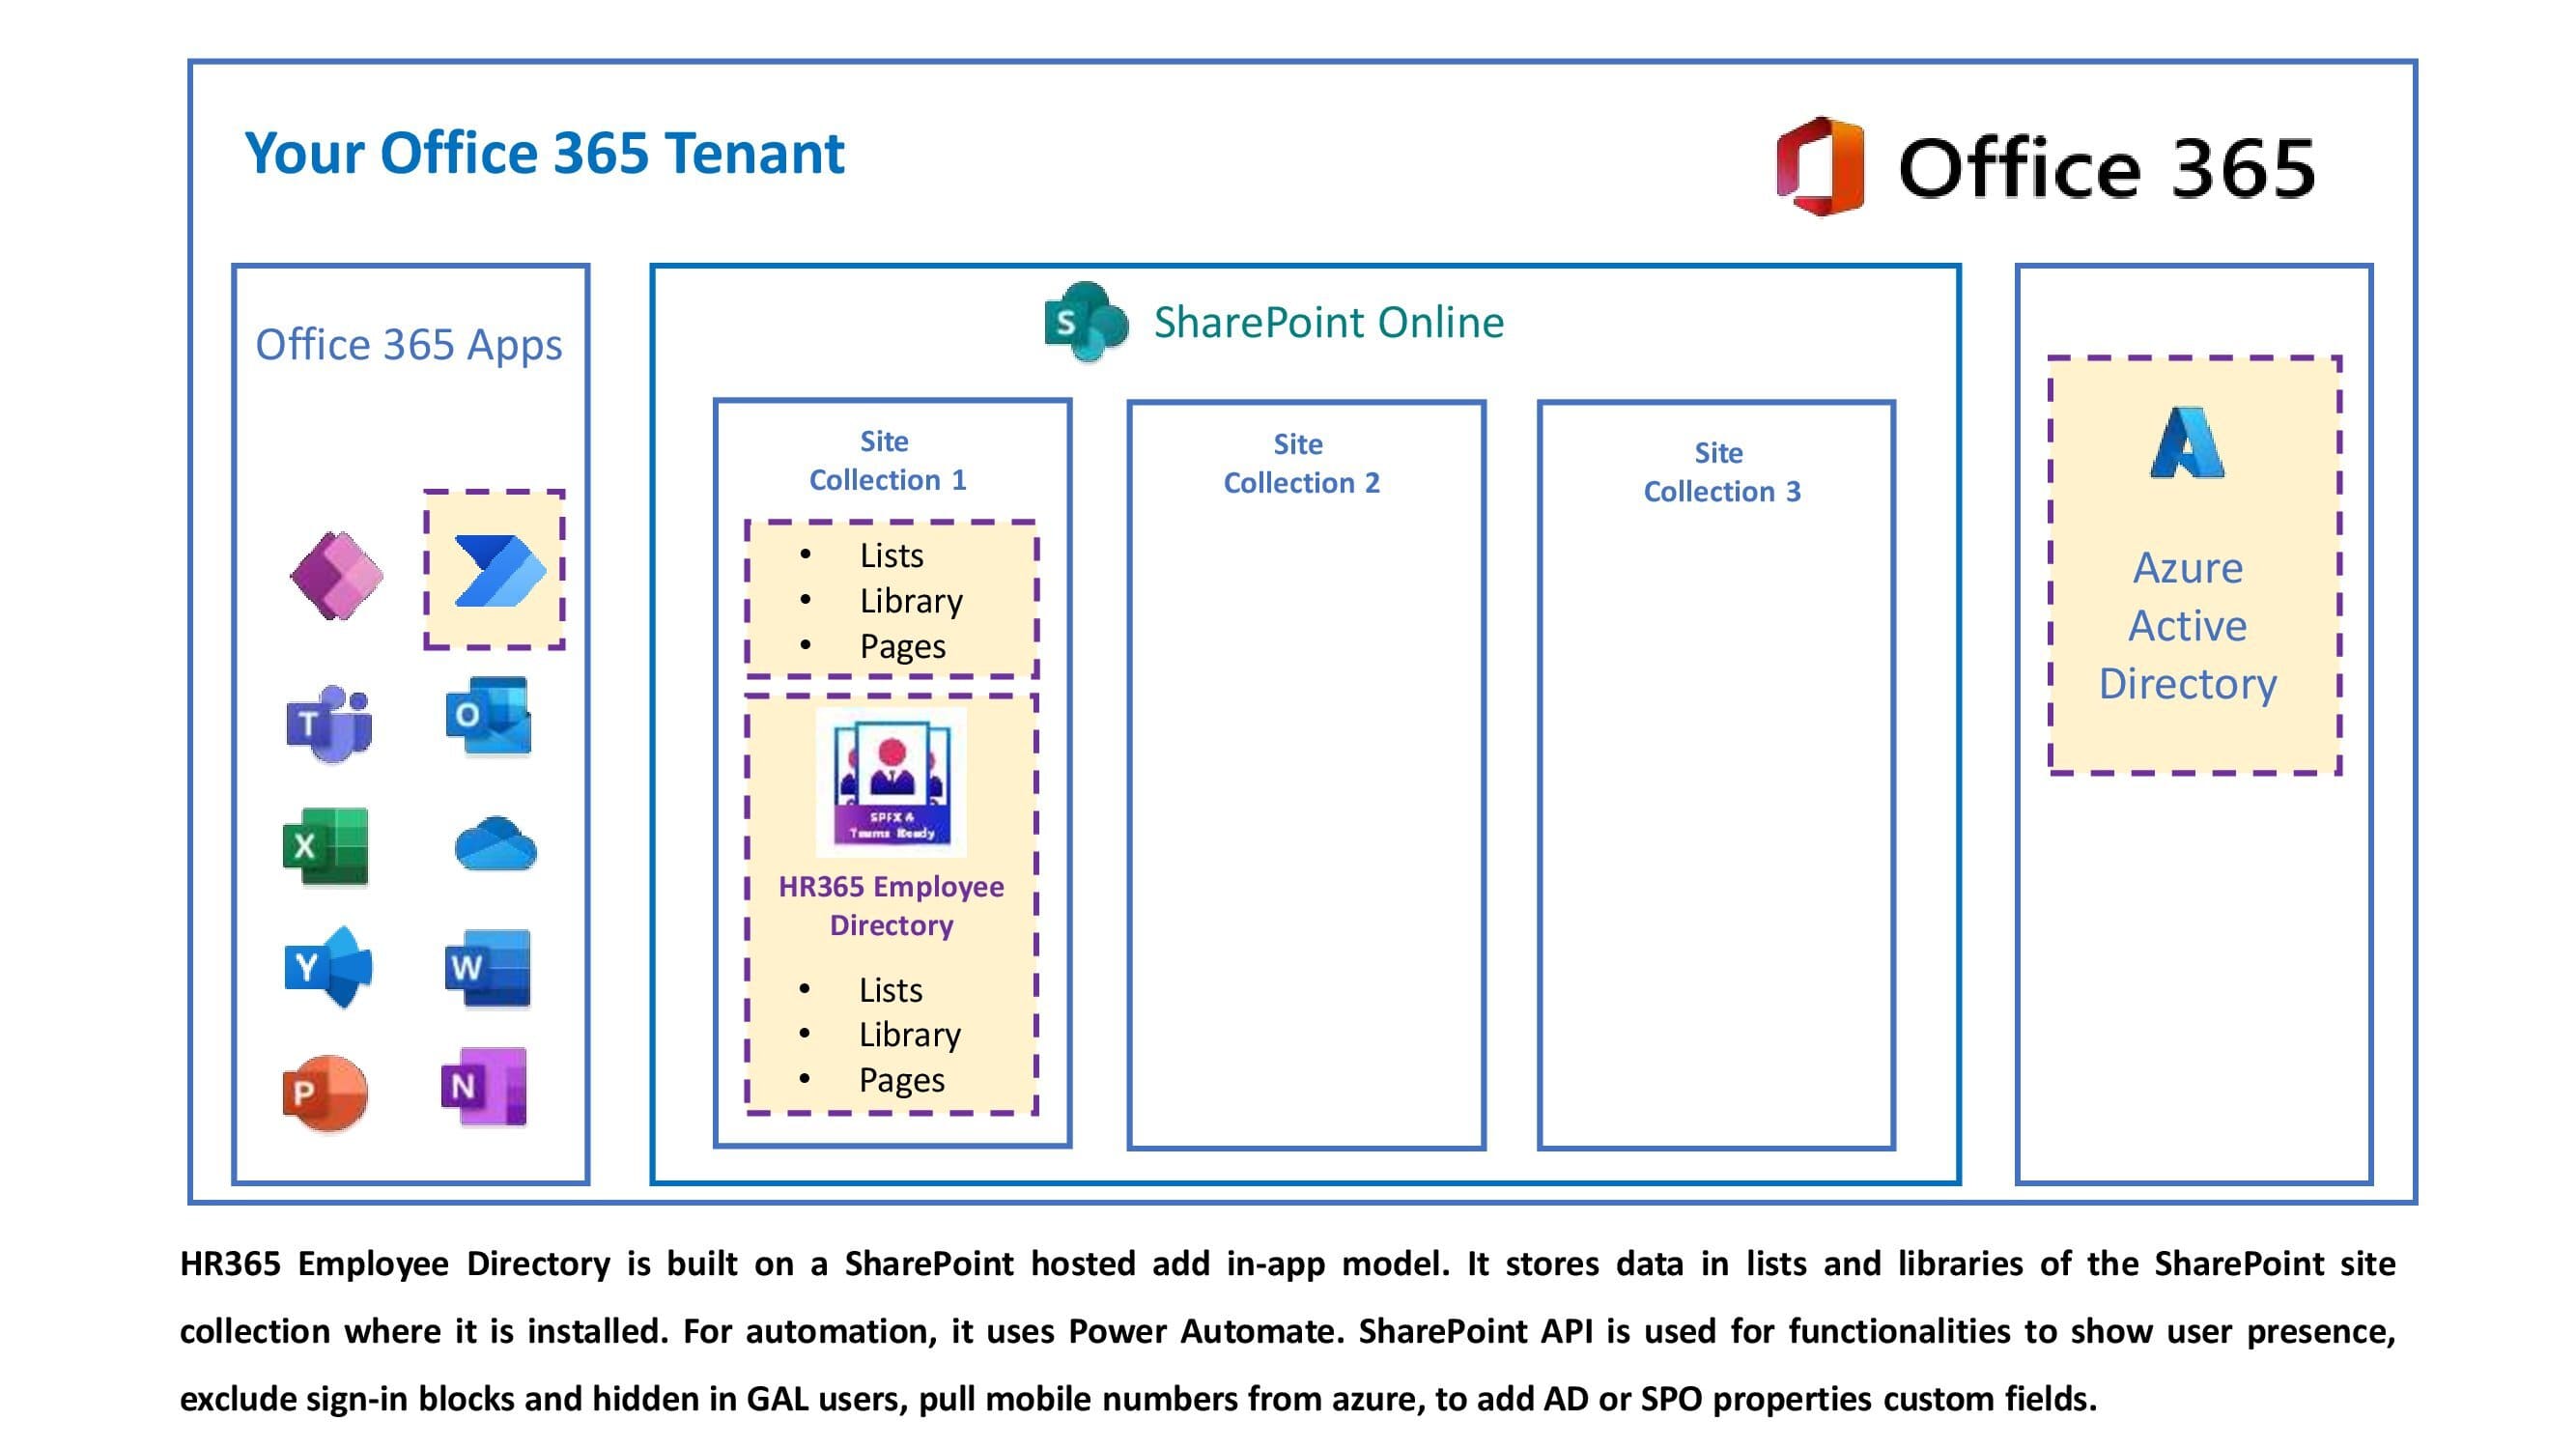 Your Office 365 Tenant
Office 365
Office 365 Apps
T
O
X
Y
W
P
N
S
SharePoint Online
Site
Collection 1
• Lists
• Library
• Pages
SPFX &
Teams Ready
HR365 Employee
Directory
• Lists
• Library
• Pages
Site
Collection 2
Site
Collection 3
Azure
Active
Directory
HR365 Employee Directory is built on a SharePoint hosted add in-app model. It stores data in lists and libraries of the SharePoint site
collection where it is installed. For automation, it uses Power Automate. SharePoint API is used for functionalities to show user presence,
exclude sign-in blocks and hidden in GAL users, pull mobile numbers from azure, to add AD or SPO properties custom fields.